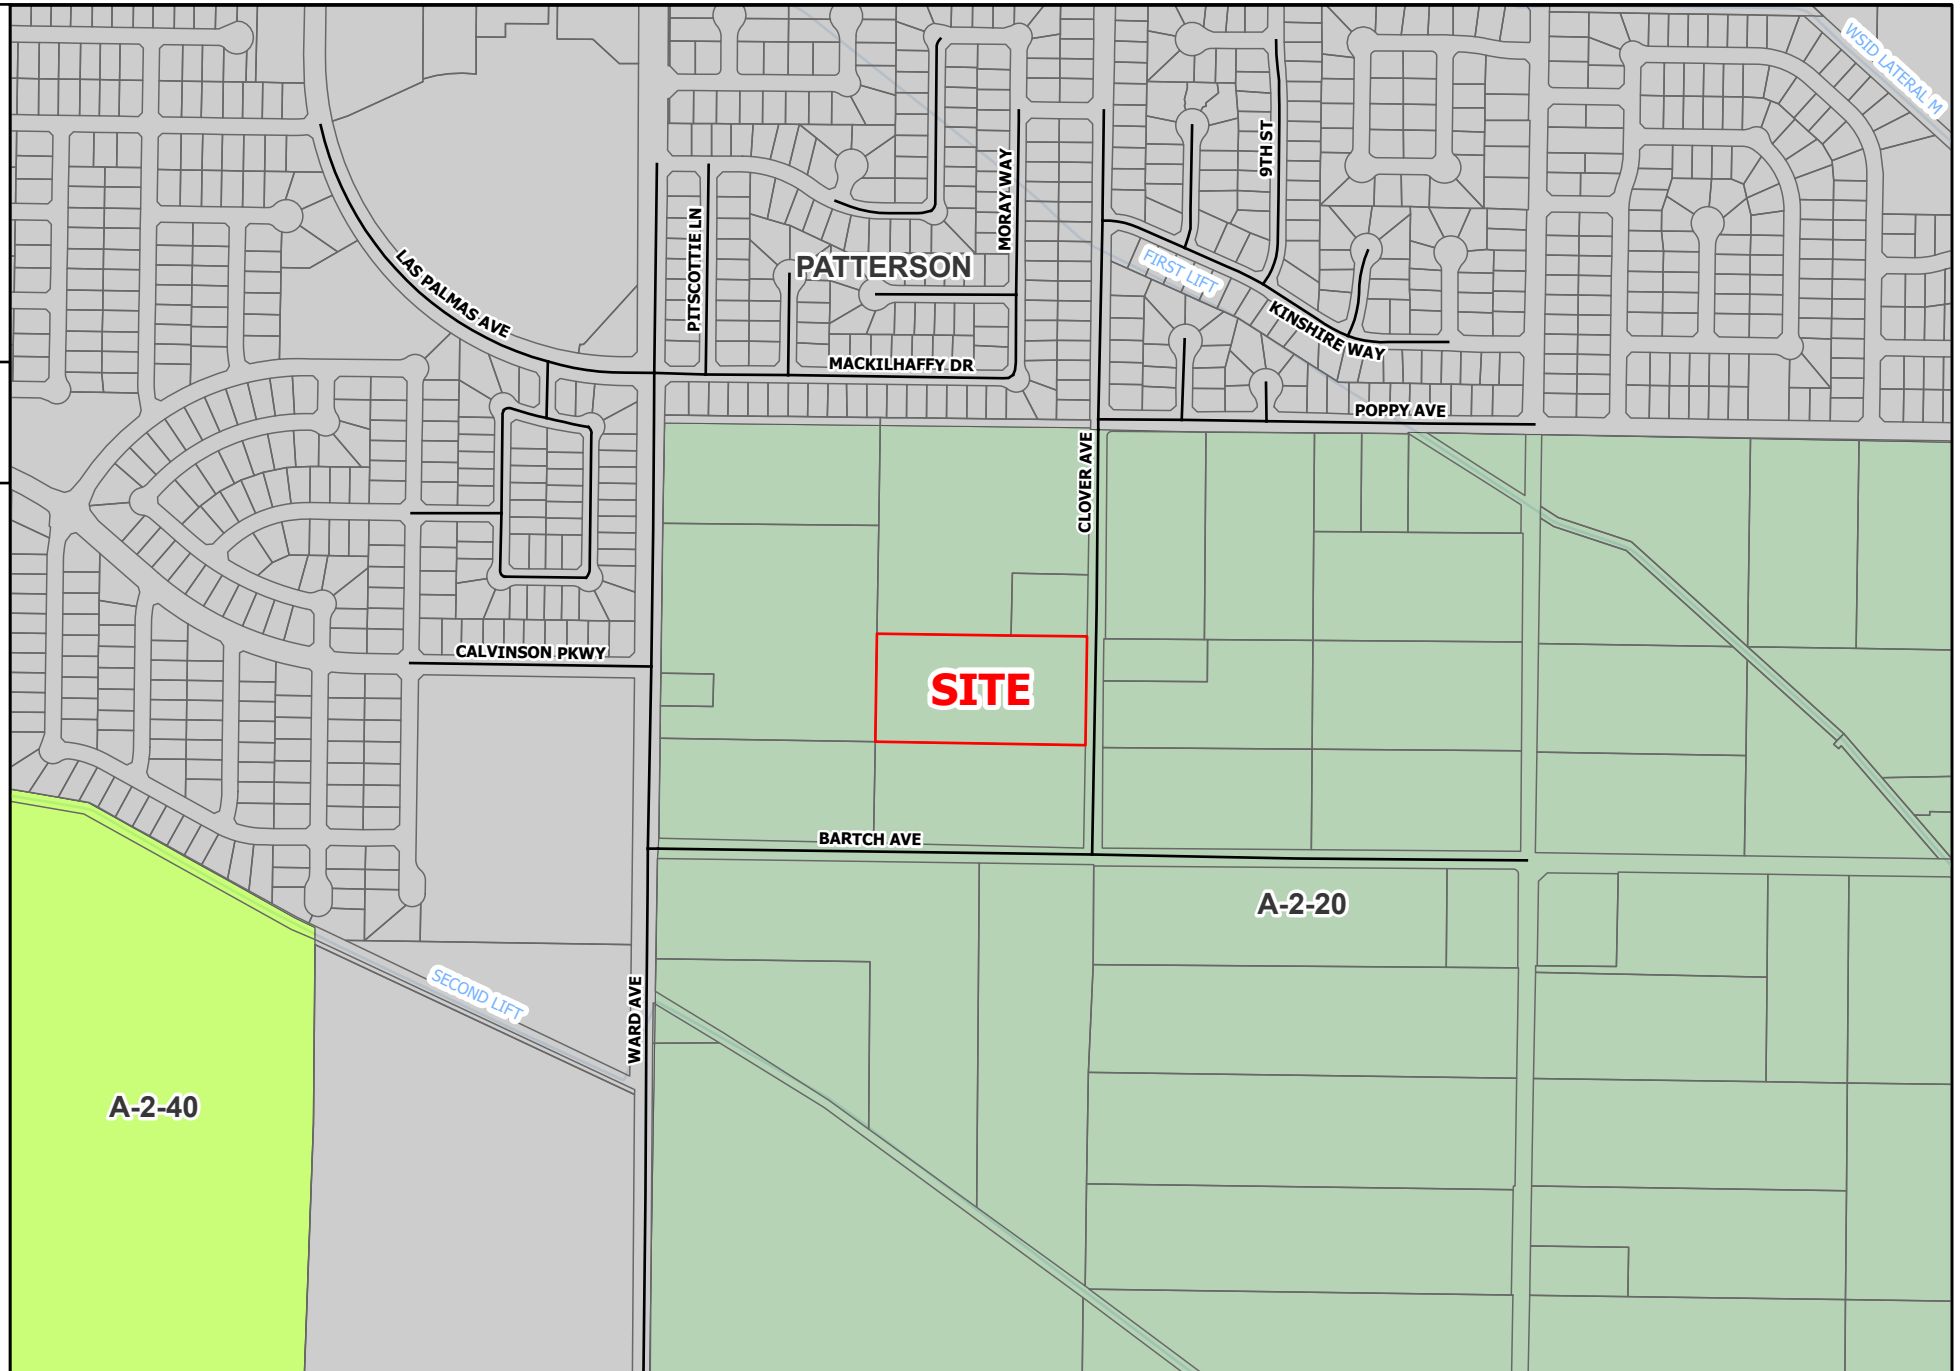 WSID LATERAL M
9TH ST
MORAY WAY
PITSCOTTIE LN
PATTERSON
FIRST LIFT
LAS PALMAS AVE
KINSHIRE WAY
MACKILHAFFY DR
POPPY AVE
CLOVER AVE
CALVINSON PKWY
SITE
BARTCH AVE
A-2-20
SECOND LIFT
WARD AVE
A-2-40